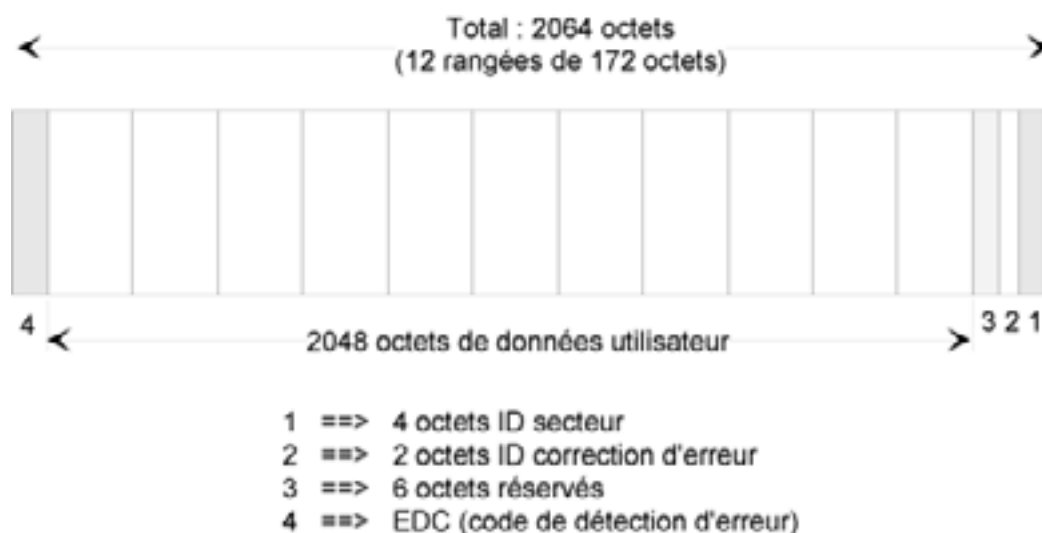 Total : 2064 octets
(12 rangées de 172 octets)
4 2048 octets de données utilisateur 3 2 1
1 ==> 4 octets ID secteur
2 ==> 2 octets ID correction d'erreur
3 ==> 6 octets réservés
4 ==> EDC (code de détection d'erreur)